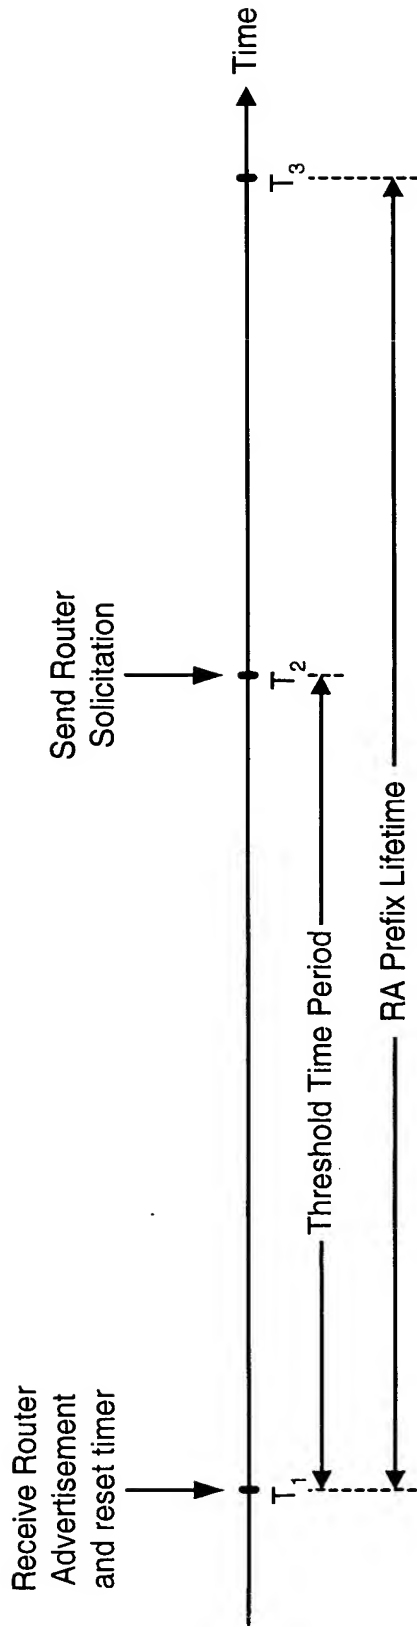 Receive Router
Advertisement
and reset timer
Send Router
Solicitation
Time
T1
T2
T3
Threshold Time Period
RA Prefix Lifetime